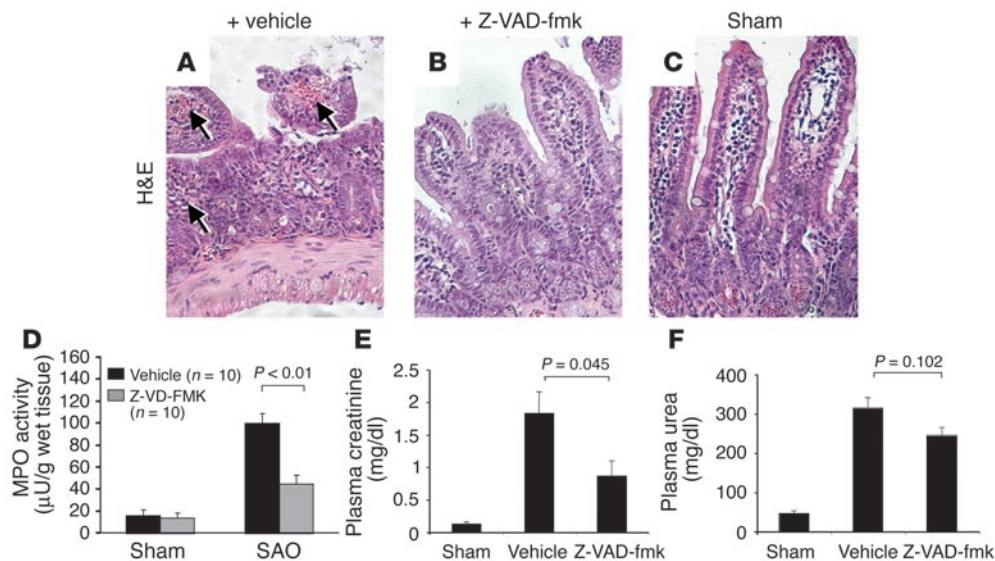 + vehicle
+ Z-VAD-fmk
Sham
A
B
C
H&E
D
MPO activity
(μU/g wet tissue)
160
140
120
100
80
60
40
20
0
Vehicle (n = 10)
Z-VD-FMK
(n = 10)
P < 0.01
Sham
SAO
E
Plasma creatinine
(mg/dl)
2.5
2
1.5
1
0.5
0
P = 0.045
Sham
Vehicle
Z-VAD-fmk
F
Plasma urea
(mg/dl)
400
300
200
100
0
P = 0.102
Sham
Vehicle
Z-VAD-fmk